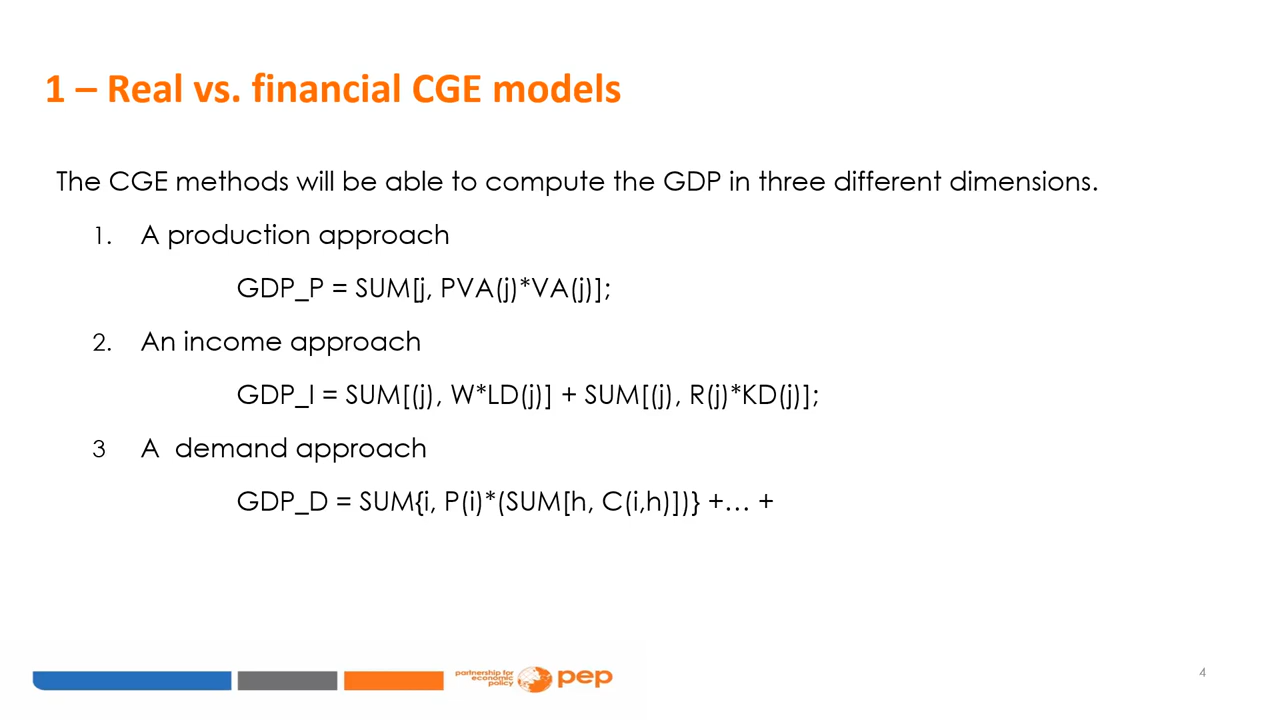 1 – Real vs. financial CGE models
The CGE methods will be able to compute the GDP in three different dimensions.
1. A production approach
GDP_P = SUM[j, PVA(j)*VA(j)];
2. An income approach
GDP_I = SUM[(j), W*LD(j)] + SUM[(j), R(j)*KD(j)];
3 A demand approach
GDP_D = SUM{i, P(i)*(SUM[h, C(i,h)])} +… +
partnership for
economic
policy
pep
4